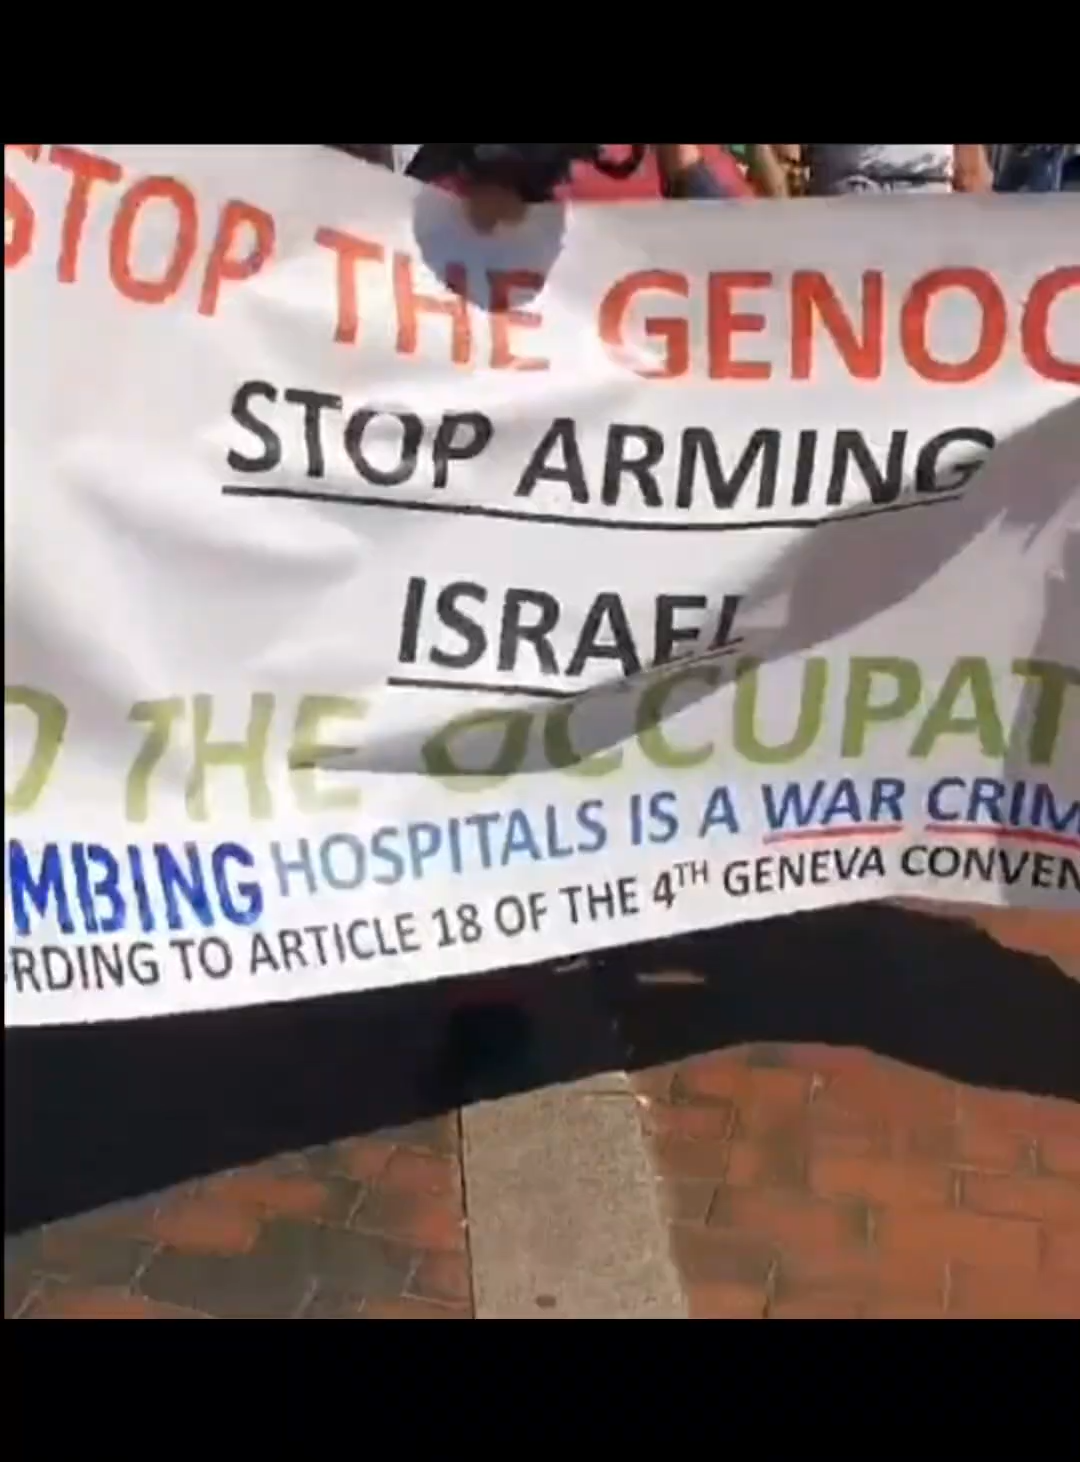 STOP THE GENOC
STOP ARMING
ISRAEL
D THE OCCUPAT
MBING HOSPITALS IS A WAR CRIM
RDING TO ARTICLE 18 OF THE 4TH GENEVA CONVEN